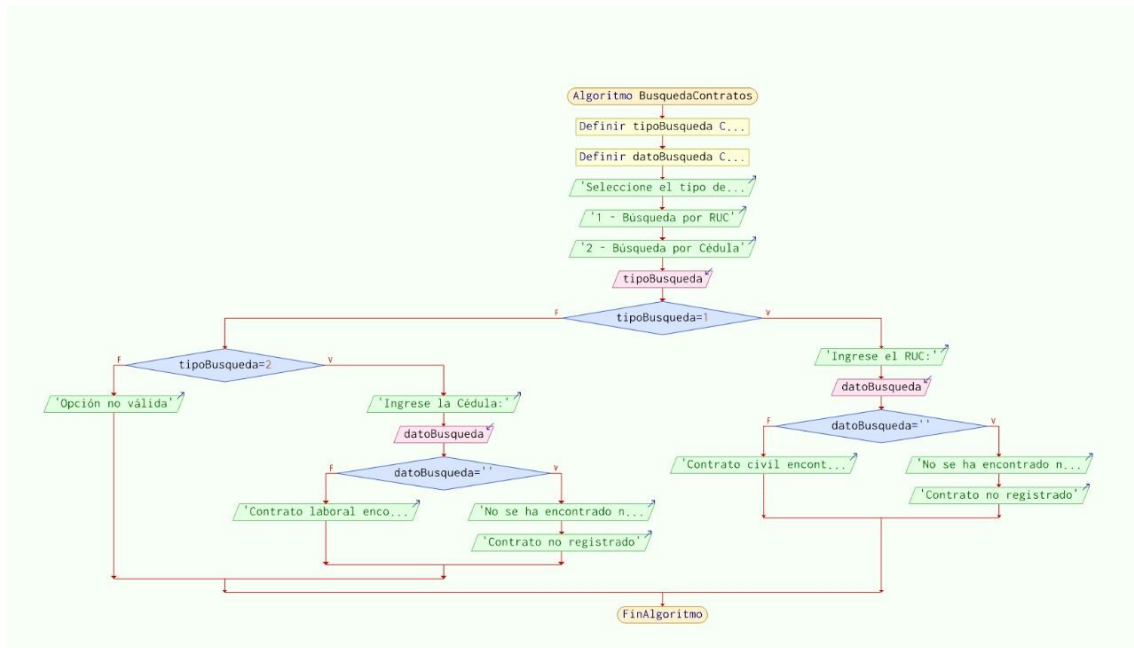 Algoritmo BusquedaContratos
Definir tipoBusqueda C...
Definir datoBusqueda C...
'Seleccione el tipo de...
'1 - Búsqueda por RUC'
'2 - Búsqueda por Cédula'
tipoBusqueda
F tipoBusqueda=1 V
F tipoBusqueda=2 V
'Opción no válida'
'Ingrese la Cédula:'
datoBusqueda
F datoBusqueda='' V
'Contrato laboral enco...
'No se ha encontrado n...
'Contrato no registrado'
'Ingrese el RUC:'
datoBusqueda
F datoBusqueda='' V
'Contrato civil encont...
'No se ha encontrado n...
'Contrato no registrado'
FinAlgoritmo